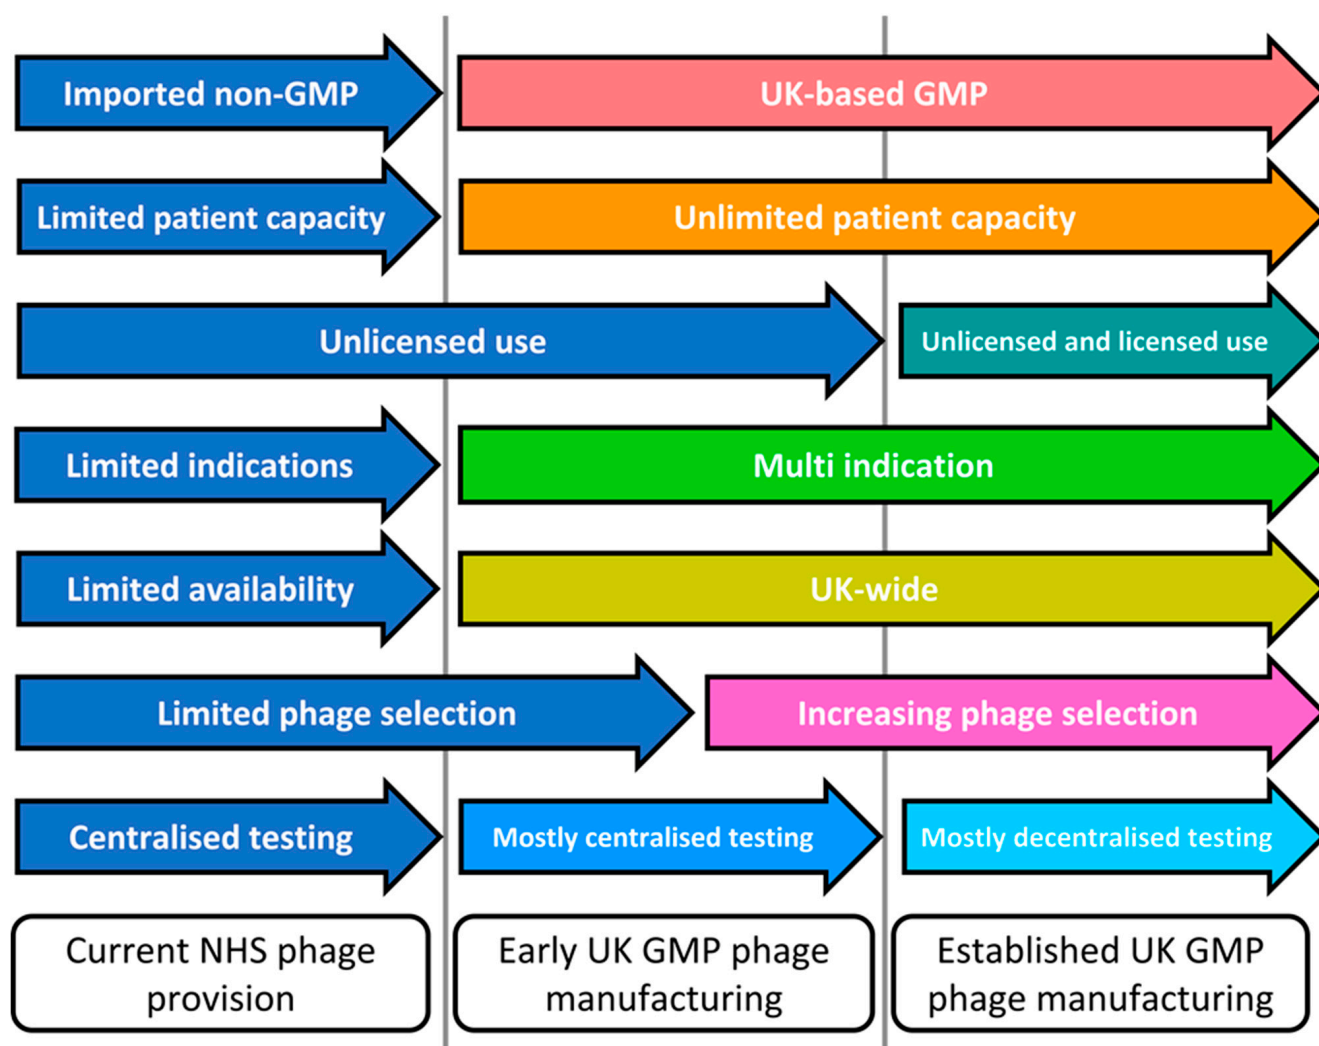 Imported non-GMP
UK-based GMP
Limited patient capacity
Unlimited patient capacity
Unlicensed use
Unlicensed and licensed use
Limited indications
Multi indication
Limited availability
UK-wide
Limited phage selection
Increasing phage selection
Centralised testing
Mostly centralised testing
Mostly decentralised testing
Current NHS phage
provision
Early UK GMP phage
manufacturing
Established UK GMP
phage manufacturing